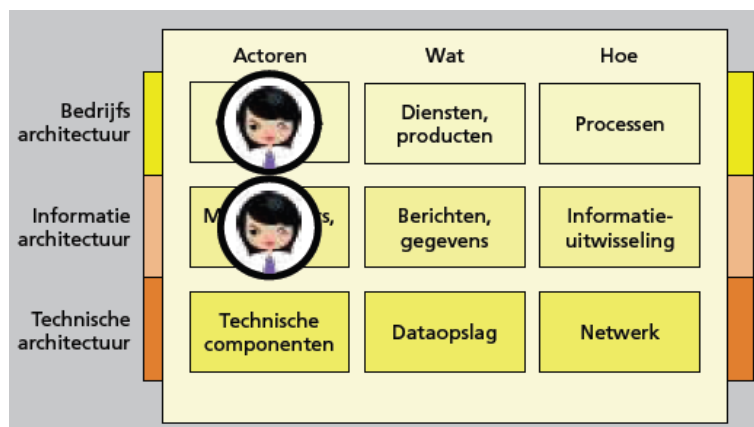 Actoren Wat Hoe
Bedrijfs
architectuur
Diensten,
producten
Processen
Informatie
architectuur
Berichten,
gegevens
Informatie-
uitwisseling
Technische
architectuur
Technische
componenten
Dataopslag
Netwerk